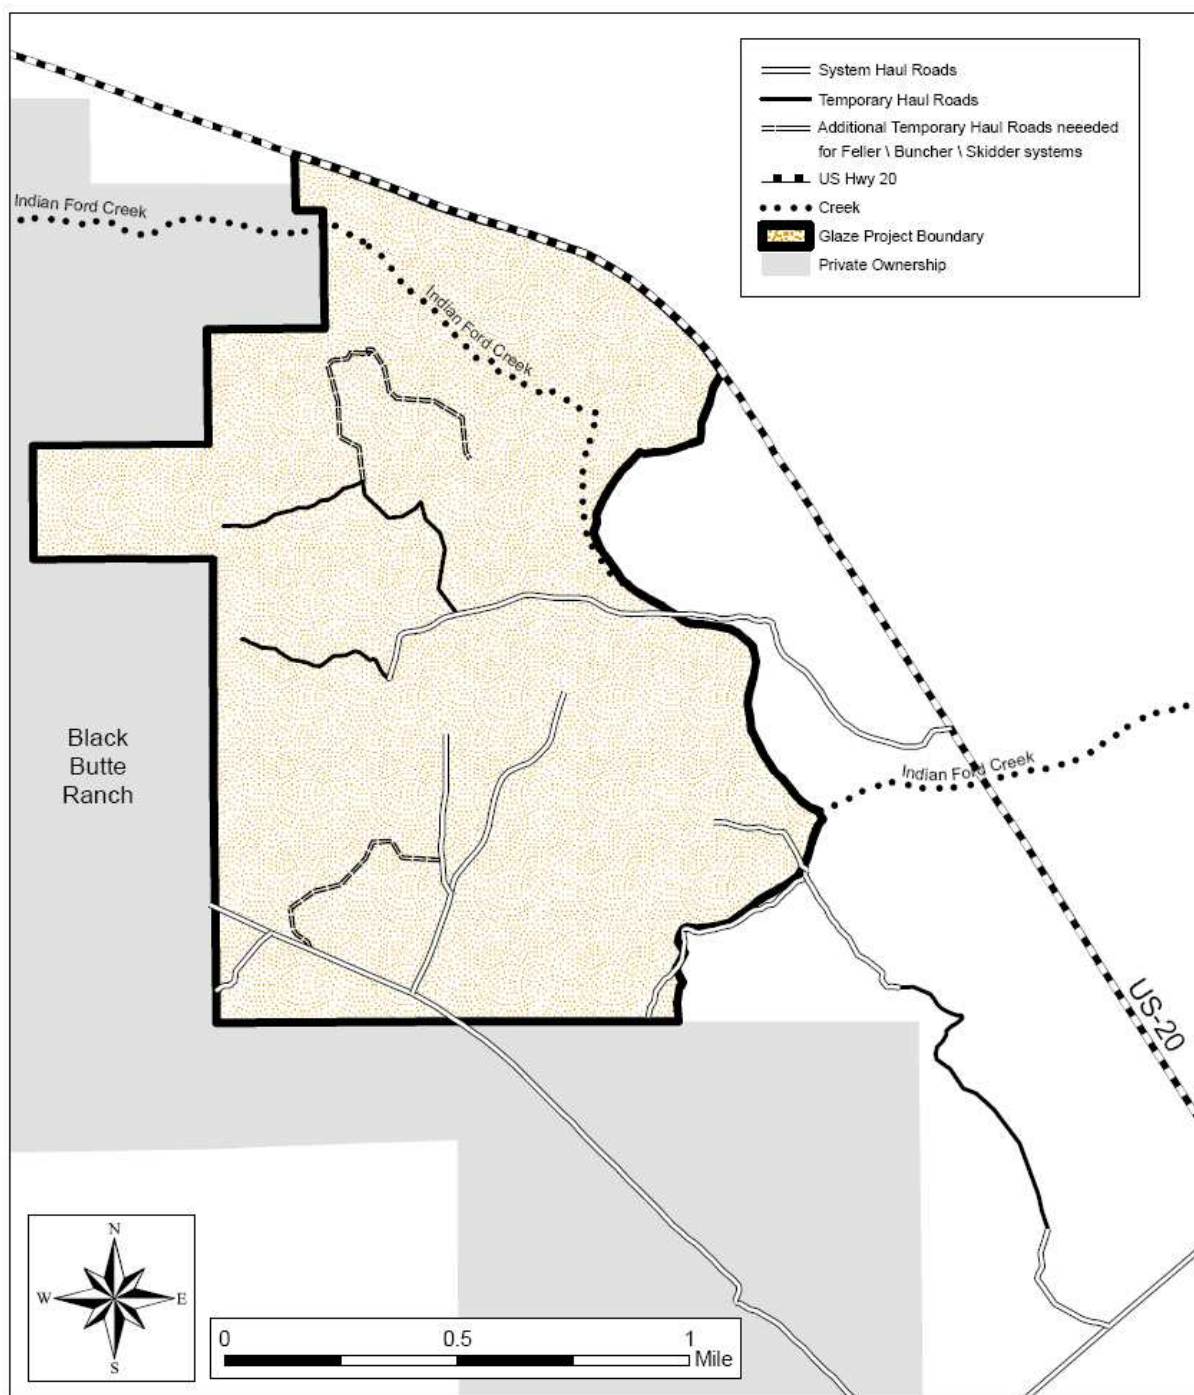 System Haul Roads
Temporary Haul Roads
Additional Temporary Haul Roads neeeded
for Feller \ Buncher \ Skidder systems
US Hwy 20
Creek
Glaze Project Boundary
Private Ownership
Indian Ford Creek
Indian Ford Creek
Black
Butte
Ranch
Indian Ford Creek
US-20
N
W
E
S
0 0.5 1
Mile